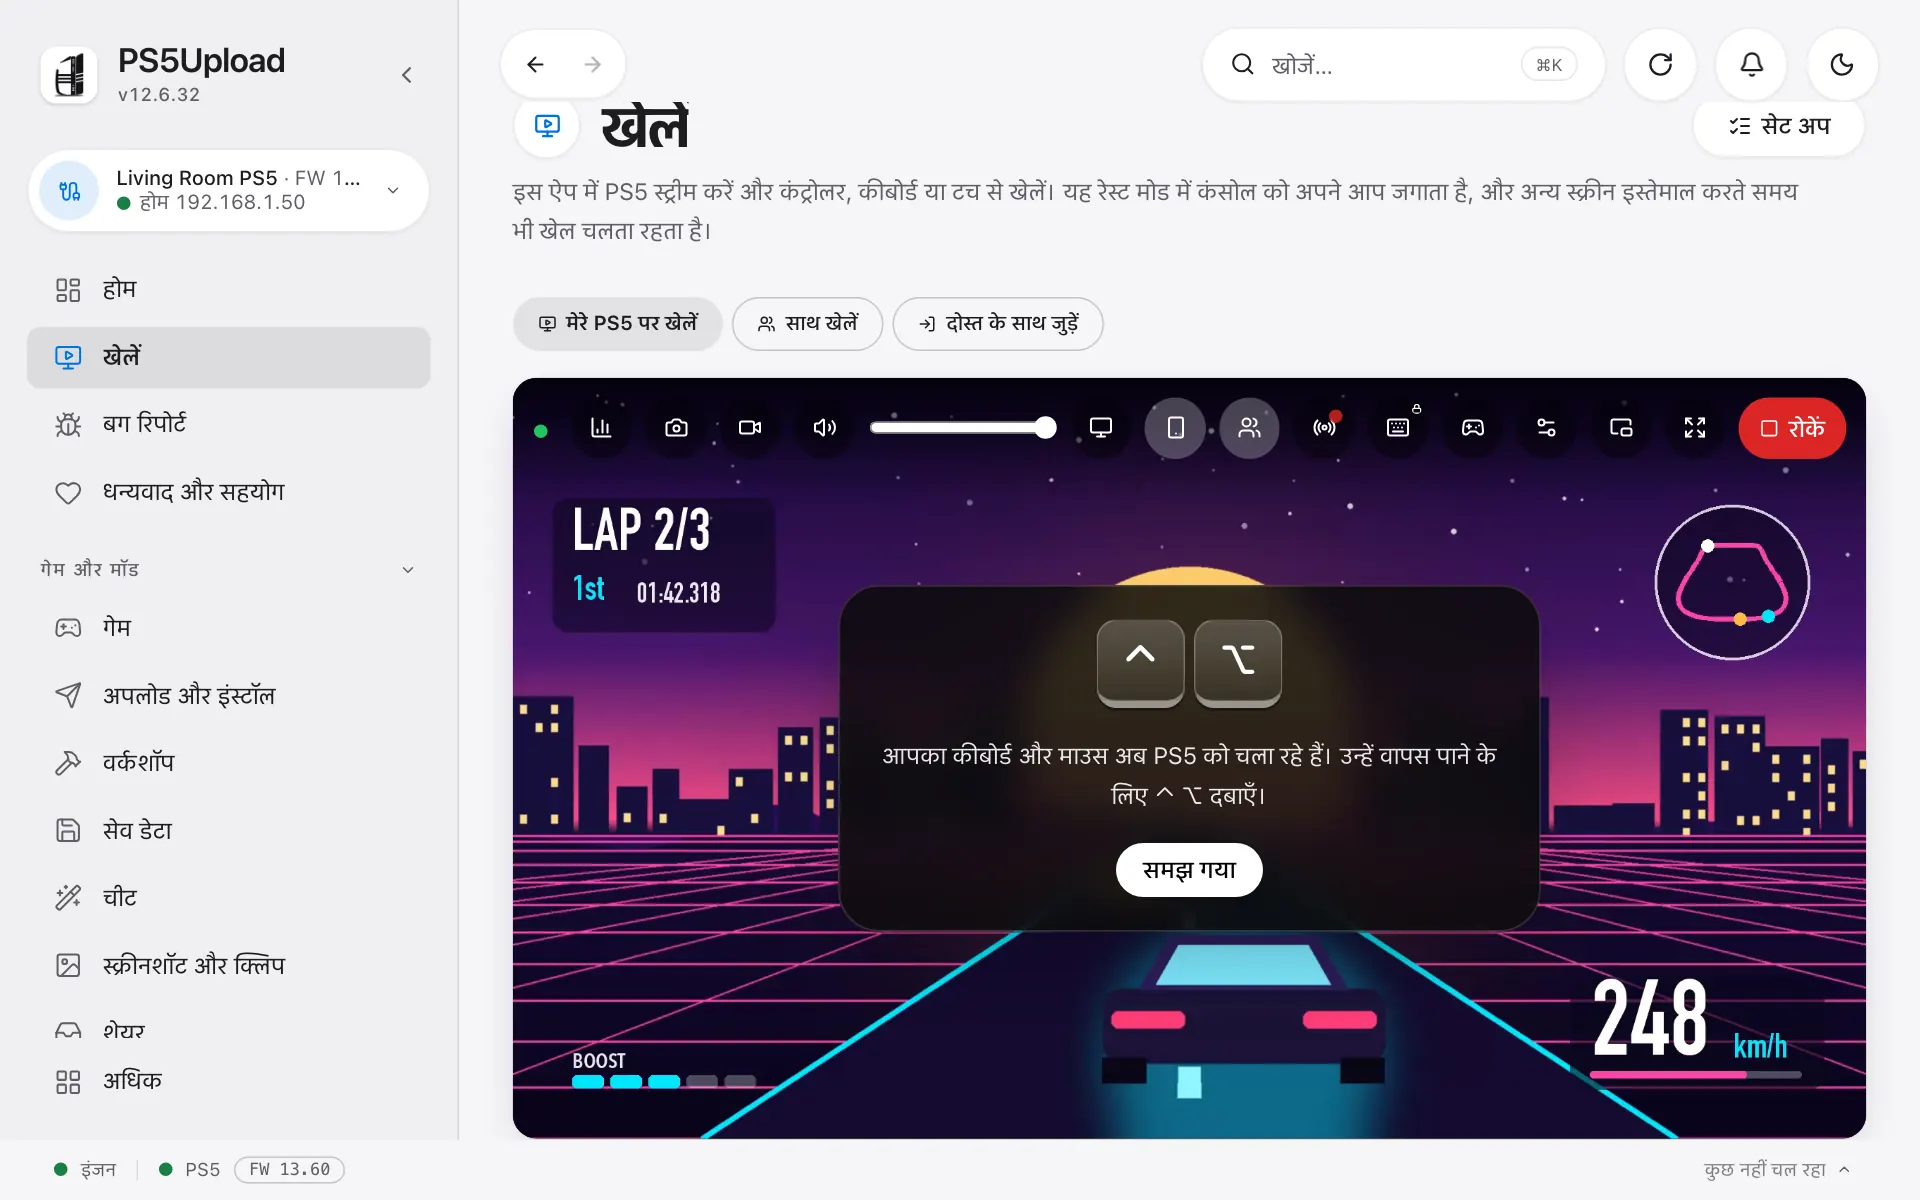 PS5Upload
v12.6.32
Living Room PS5 · FW 1...
होम 192.168.1.50
होम
खेलें
बग रिपोर्ट
धन्यवाद और सहयोग
गेम और मॉड
गेम
अपलोड और इंस्टॉल
वर्कशॉप
सेव डेटा
चीट
स्क्रीनशॉट और क्लिप
शेयर
अधिक
खोजें...
⌘K
खेलें
सेट अप
इस ऐप में PS5 स्ट्रीम करें और कंट्रोलर, कीबोर्ड या टच से खेलें। यह रेस्ट मोड में कंसोल को अपने आप जगाता है, और अन्य स्क्रीन इस्तेमाल करते समय
भी खेल चलता रहता है।
मेरे PS5 पर खेलें
साथ खेलें
दोस्त के साथ जुड़ें
रोकें
LAP 2/3
1st 01:42.318
⌃ ⌥
आपका कीबोर्ड और माउस अब PS5 को चला रहे हैं। उन्हें वापस पाने के
लिए ⌃ ⌥ दबाएँ।
समझ गया
BOOST
248 km/h
इंजन
PS5
FW 13.60
कुछ नहीं चल रहा